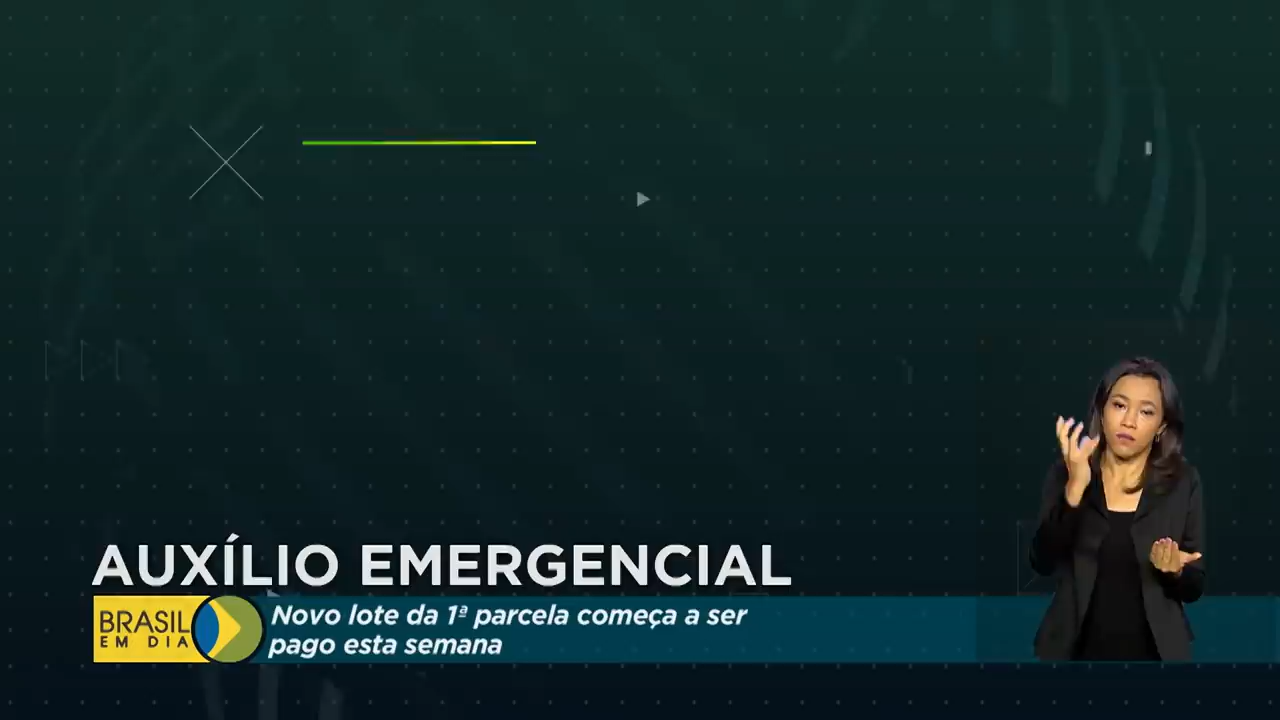 AUXÍLIO EMERGENCIAL
BRASIL
EM DIA
Novo lote da 1ª parcela começa a ser
pago esta semana